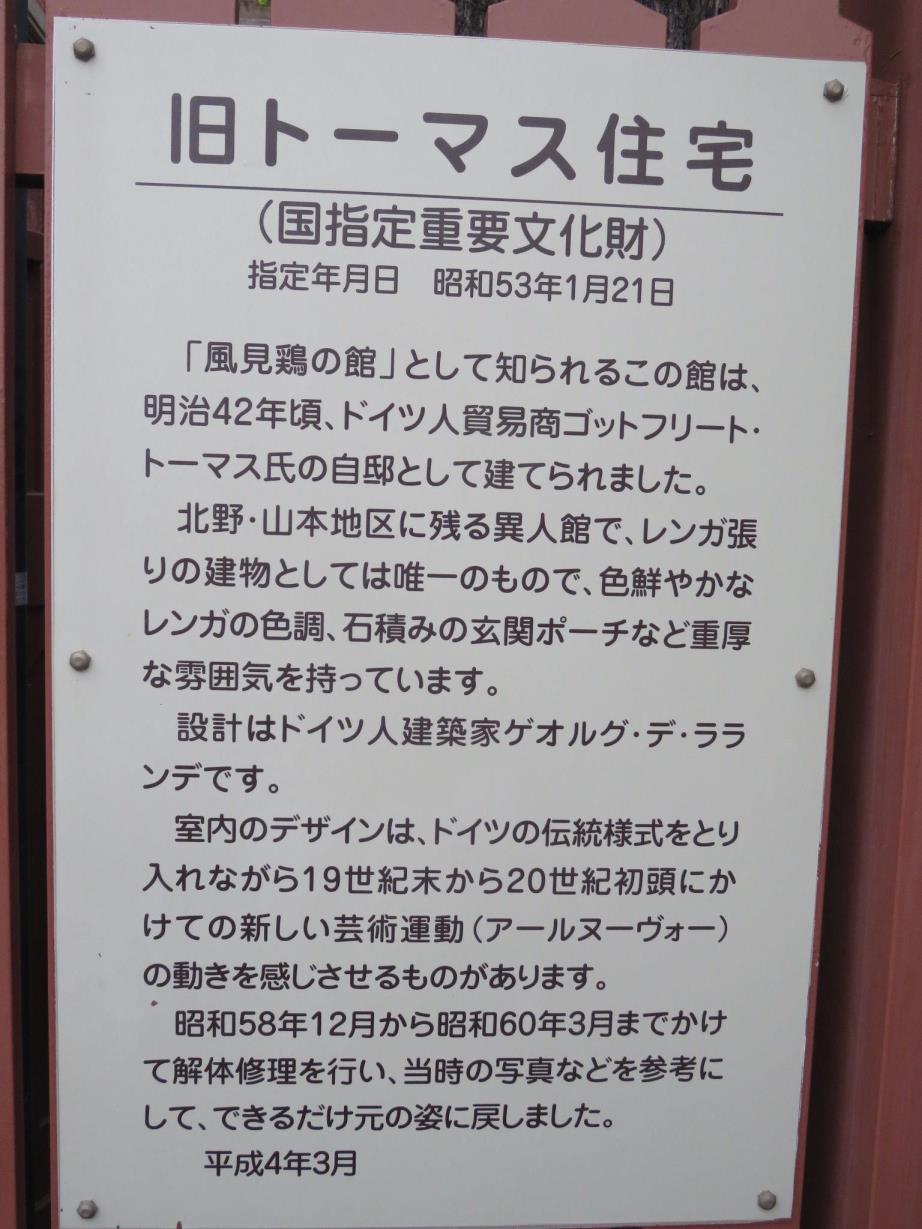 旧トーマス住宅
（国指定重要文化財）
指定年月日　昭和53年1月21日
「風見鶏の館」として知られるこの館は、
明治42年頃、ドイツ人貿易商ゴットフリート・
トーマス氏の自邸として建てられました。
北野・山本地区に残る異人館で、レンガ張
りの建物としては唯一のもので、色鮮やかな
レンガの色調、石積みの玄関ポーチなど重厚
な雰囲気を持っています。
設計はドイツ人建築家ゲオルグ・デ・ララ
ンデです。
室内のデザインは、ドイツの伝統様式をとり
入れながら19世紀末から20世紀初頭にか
けての新しい芸術運動（アールヌーヴォー）
の動きを感じさせるものがあります。
昭和58年12月から昭和60年3月までかけ
て解体修理を行い、当時の写真などを参考に
して、できるだけ元の姿に戻しました。
平成4年3月